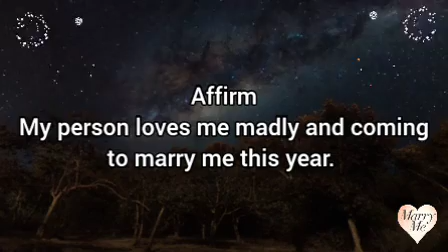 Affirm
My person loves me madly and coming
to marry me this year.
Marry
Me